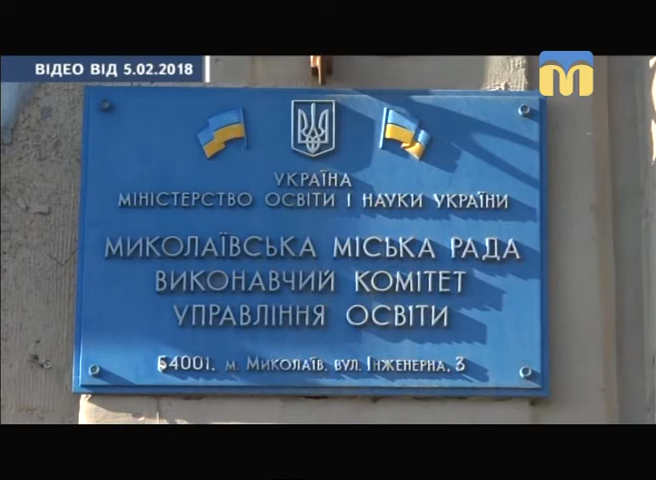 ВІДЕО ВІД 5.02.2018
УКРАЇНА
МІНІСТЕРСТВО ОСВІТИ І НАУКИ УКРАЇНИ
МИКОЛАЇВСЬКА МІСЬКА РАДА
ВИКОНАВЧИЙ КОМІТЕТ
УПРАВЛІННЯ ОСВІТИ
54001, м. МИКОЛАЇВ, ВУЛ. ІНЖЕНЕРНА, 3